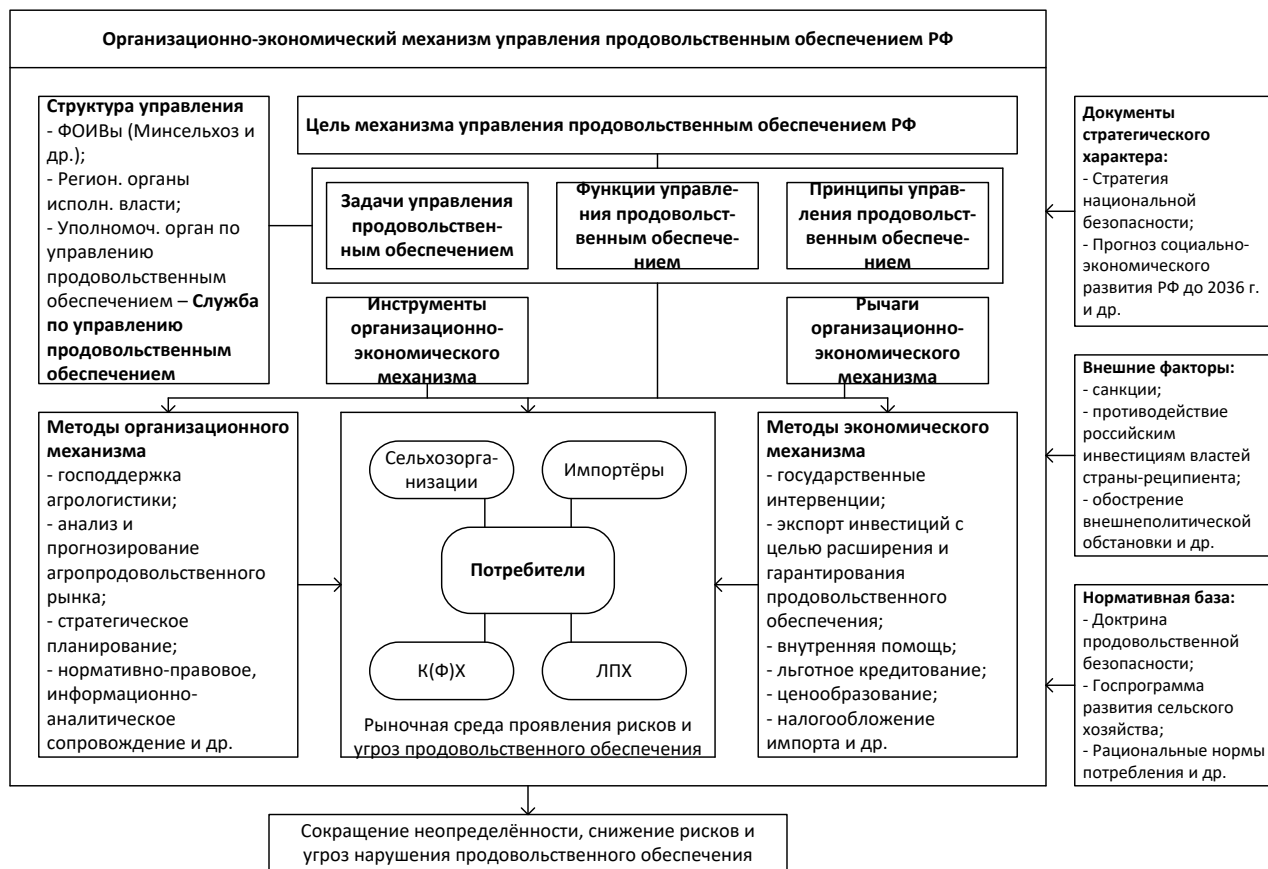 Организационно-экономический механизм управления продовольственным обеспечением РФ
Структура управления
- ФОИВы (Минсельхоз и
др.);
- Регион. органы
исполн. власти;
- Уполномоч. орган по
управлению
продовольственным
обеспечением – Служба
по управлению
продовольственным
обеспечением
Цель механизма управления продовольственным обеспечением РФ
Задачи управления
продовольствен-
ным обеспечением
Функции управле-
ния продовольст-
венным обеспече-
нием
Принципы управ-
ления продовольст-
венным обеспече-
нием
Инструменты
организационно-
экономического
механизма
Рычаги
организационно-
экономического
механизма
Методы организационного
механизма
- господдержка
агрологистики;
- анализ и
прогнозирование
агропродовольственного
рынка;
- стратегическое
планирование;
- нормативно-правовое,
информационно-
аналитическое
сопровождение и др.
Сельхозорга-
низации
Импортёры
Потребители
К(Ф)Х
ЛПХ
Рыночная среда проявления рисков и
угроз продовольственного обеспечения
Методы экономического
механизма
- государственные
интервенции;
- экспорт инвестиций с
целью расширения и
гарантирования
продовольственного
обеспечения;
- внутренняя помощь;
- льготное кредитование;
- ценообразование;
- налогообложение
импорта и др.
Документы
стратегического
характера:
- Стратегия
национальной
безопасности;
- Прогноз социально-
экономического
развития РФ до 2036 г.
и др.
Внешние факторы:
- санкции;
- противодействие
российским
инвестициям властей
страны-реципиента;
- обострение
внешнеполитической
обстановки и др.
Нормативная база:
- Доктрина
продовольственной
безопасности;
- Госпрограмма
развития сельского
хозяйства;
- Рациональные нормы
потребления и др.
Сокращение неопределённости, снижение рисков и
угроз нарушения продовольственного обеспечения